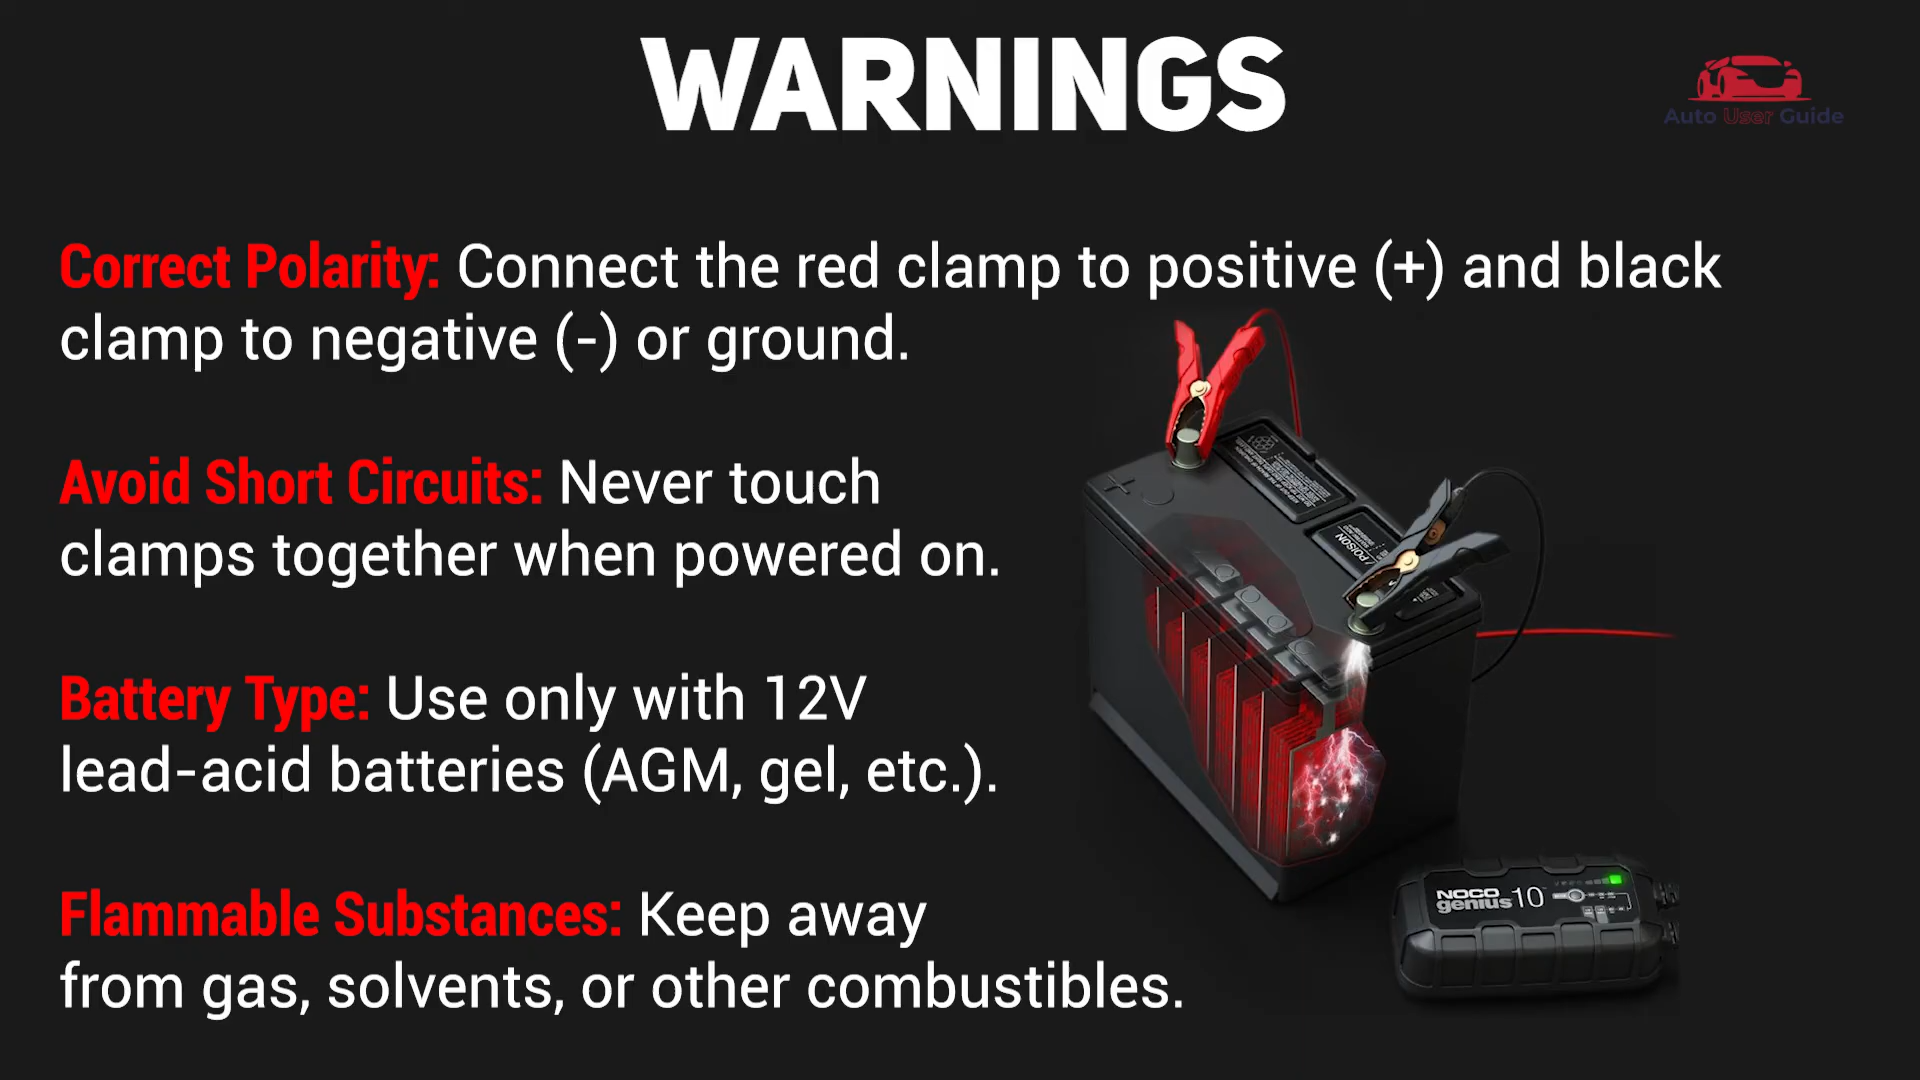 WARNINGS
Auto User Guide
Correct Polarity: Connect the red clamp to positive (+) and black
clamp to negative (-) or ground.
Avoid Short Circuits: Never touch
clamps together when powered on.
Battery Type: Use only with 12V
lead-acid batteries (AGM, gel, etc.).
Flammable Substances: Keep away
from gas, solvents, or other combustibles.
+
POISON
NOCO
genius10